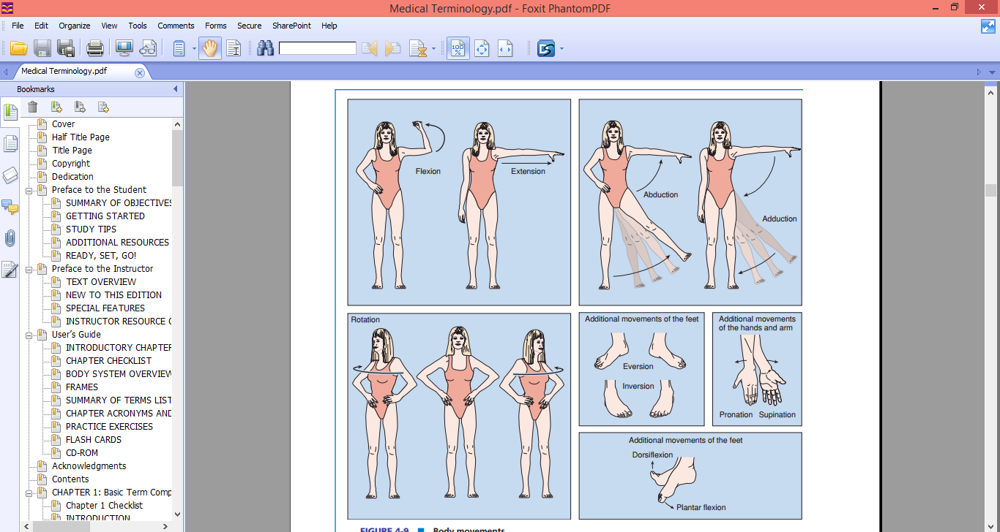 Medical Terminology.pdf - Foxit PhantomPDF
File Edit Organize View Tools Comments Forms Secure SharePoint Help
100%
Medical Terminology.pdf
Bookmarks
Cover
Half Title Page
Title Page
Copyright
Dedication
Preface to the Student
SUMMARY OF OBJECTIVES
GETTING STARTED
STUDY TIPS
ADDITIONAL RESOURCES
READY, SET, GO!
Preface to the Instructor
TEXT OVERVIEW
NEW TO THIS EDITION
SPECIAL FEATURES
INSTRUCTOR RESOURCE
User's Guide
INTRODUCTORY CHAPTER
CHAPTER CHECKLIST
BODY SYSTEM OVERVIEW
FRAMES
SUMMARY OF TERMS LIST
CHAPTER ACRONYMS AND
PRACTICE EXERCISES
FLASH CARDS
CD-ROM
Acknowledgments
Contents
CHAPTER 1: Basic Term Comp
Chapter 1 Checklist
INTRODUCTION
Flexion
Extension
Abduction
Adduction
Rotation
Additional movements of the feet
Eversion
Inversion
Additional movements
of the hands and arm
Pronation Supination
Additional movements of the feet
Dorsiflexion
Plantar flexion
FIGURE 4-9 Body movements